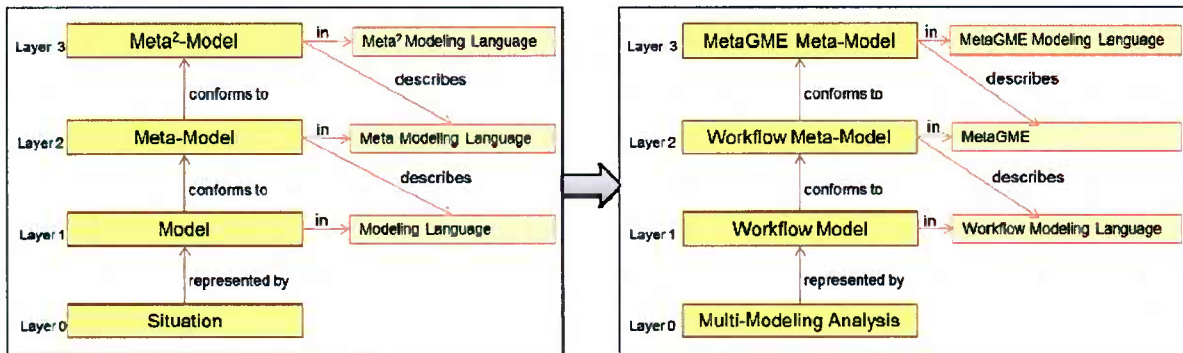 Layer 3
Meta²-Model
in
Meta² Modeling Language
describes
conforms to
Layer 2
Meta-Model
in
Meta Modeling Language
describes
conforms to
Layer 1
Model
in
Modeling Language
represented by
Layer 0
Situation
Layer 3
MetaGME Meta-Model
in
MetaGME Modeling Language
describes
conforms to
Layer 2
Workflow Meta-Model
in
MetaGME
describes
conforms to
Layer 1
Workflow Model
in
Workflow Modeling Language
represented by
Layer 0
Multi-Modeling Analysis